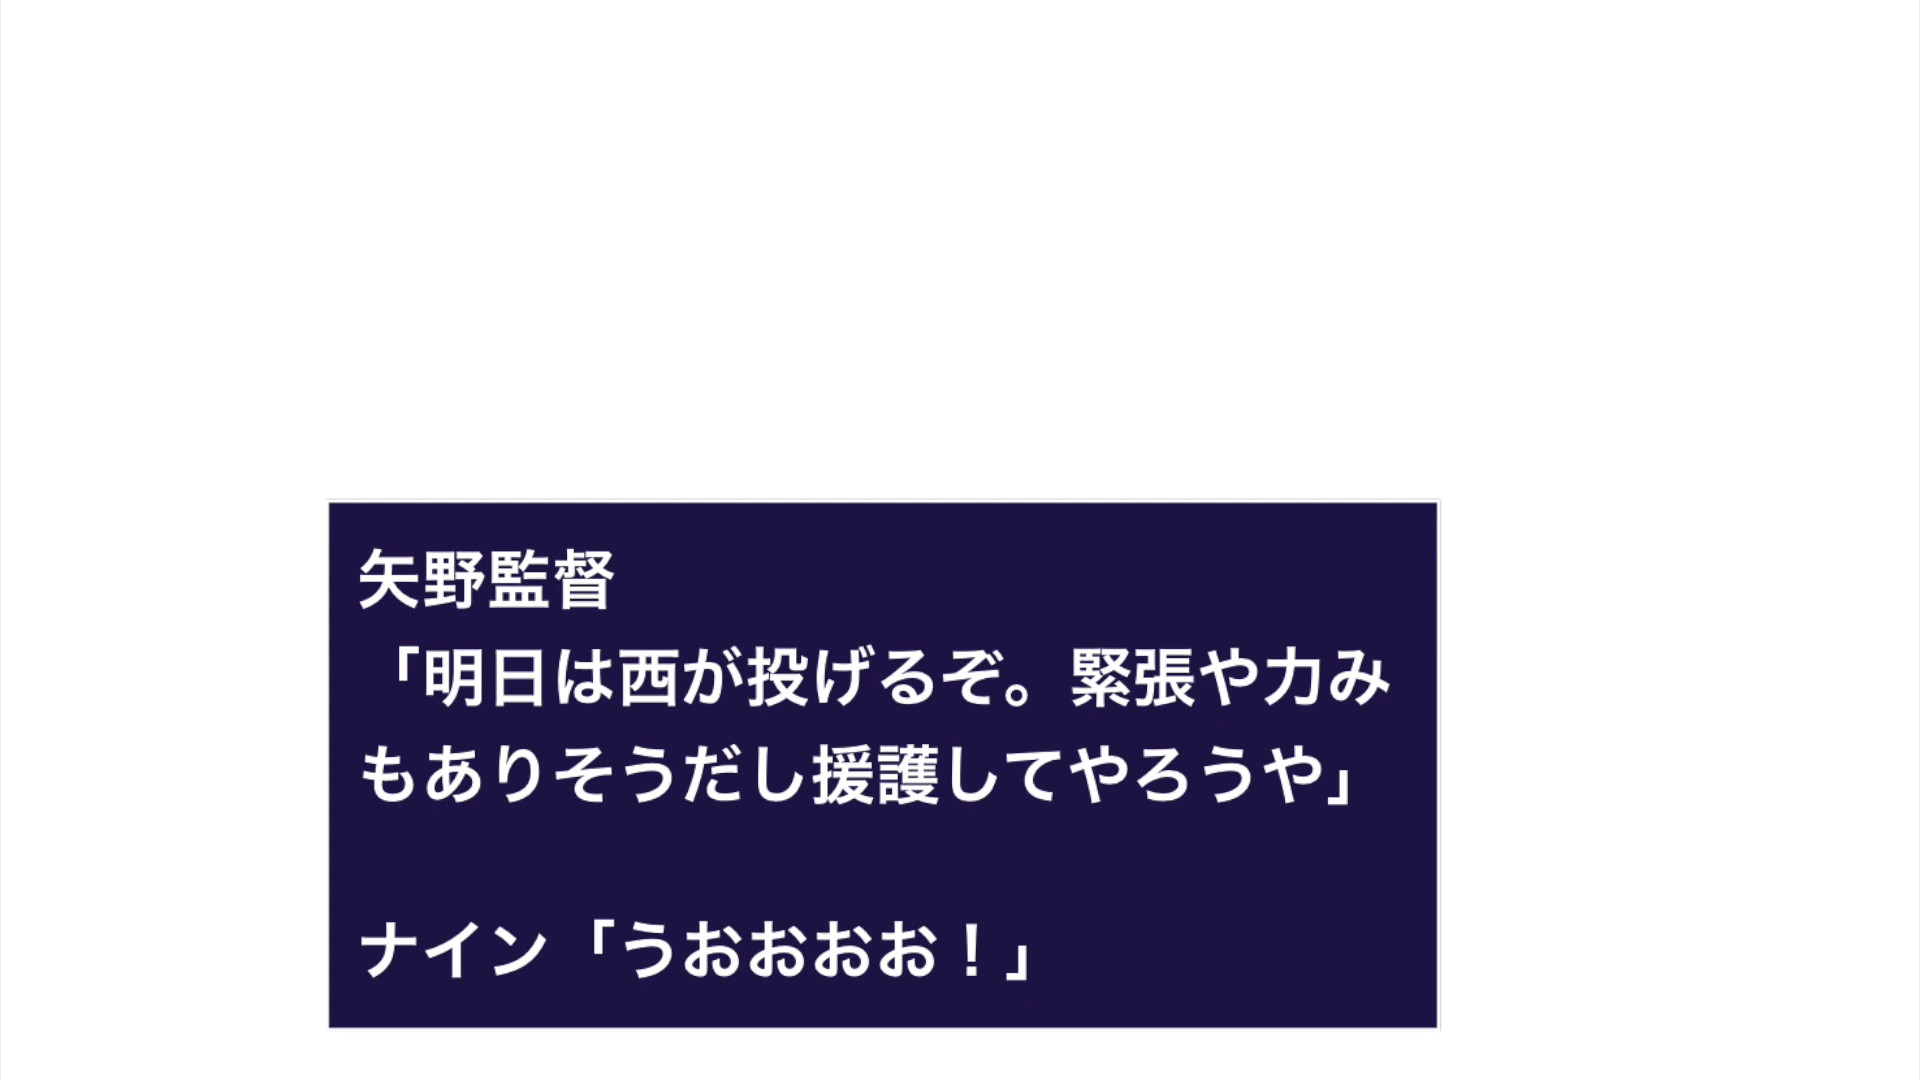 矢野監督
「明日は西が投げるぞ。緊張や力み
もありそうだし援護してやろうや」
ナイン「うおおおお！」